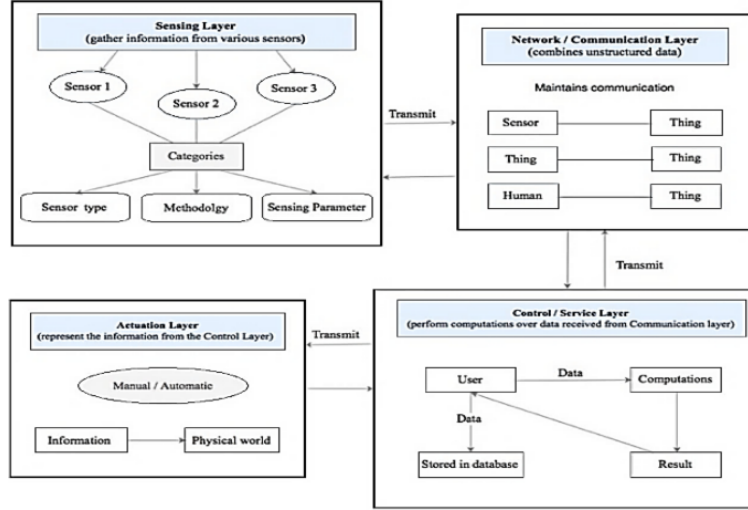 Sensing Layer
(gather information from various sensors)
Sensor 1
Sensor 2
Sensor 3
Categories
Sensor type
Methodolgy
Sensing Parameter
Transmit
Network / Communication Layer
(combines unstructured data)
Maintains communication
Sensor
Thing
Thing
Thing
Human
Thing
Transmit
Actuation Layer
(represent the information from the Control Layer)
Manual / Automatic
Information
Physical world
Transmit
Control / Service Layer
(perform computations over data received from Communication layer)
User
Data
Computations
Data
Stored in database
Result